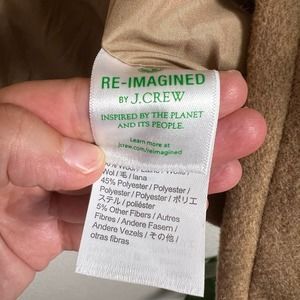 RE-IMAGINED
BY J.CREW
INSPIRED BY THE PLANET
AND ITS PEOPLE.
Learn more at
jcrew.com/reimagined
Wol / 毛 / lana
45% Polyester / Polyester /
Polyester / Polyester / ポリエ
ステル / poliéster
5% Other Fibers / Autres
Fibres / Andere Fasern /
Andere Vezels / その他 /
otras fibras